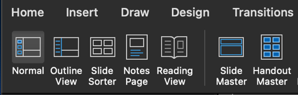 Home Insert Draw Design Transitions
Normal Outline View Slide Sorter Notes Page Reading View Slide Master Handout Master